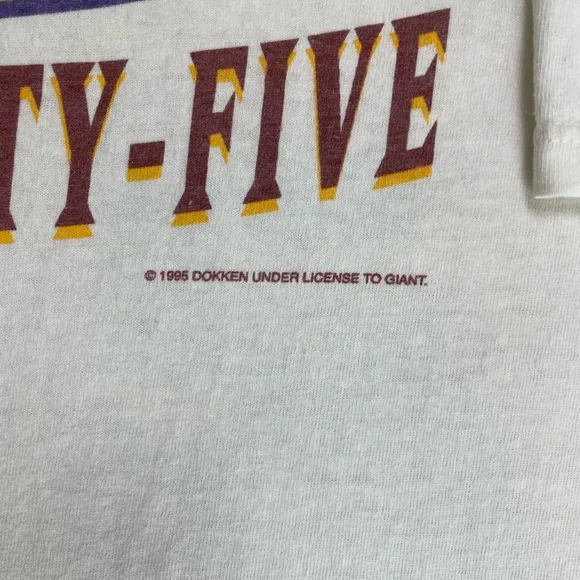 TY-FIVE
© 1995 DOKKEN UNDER LICENSE TO GIANT.